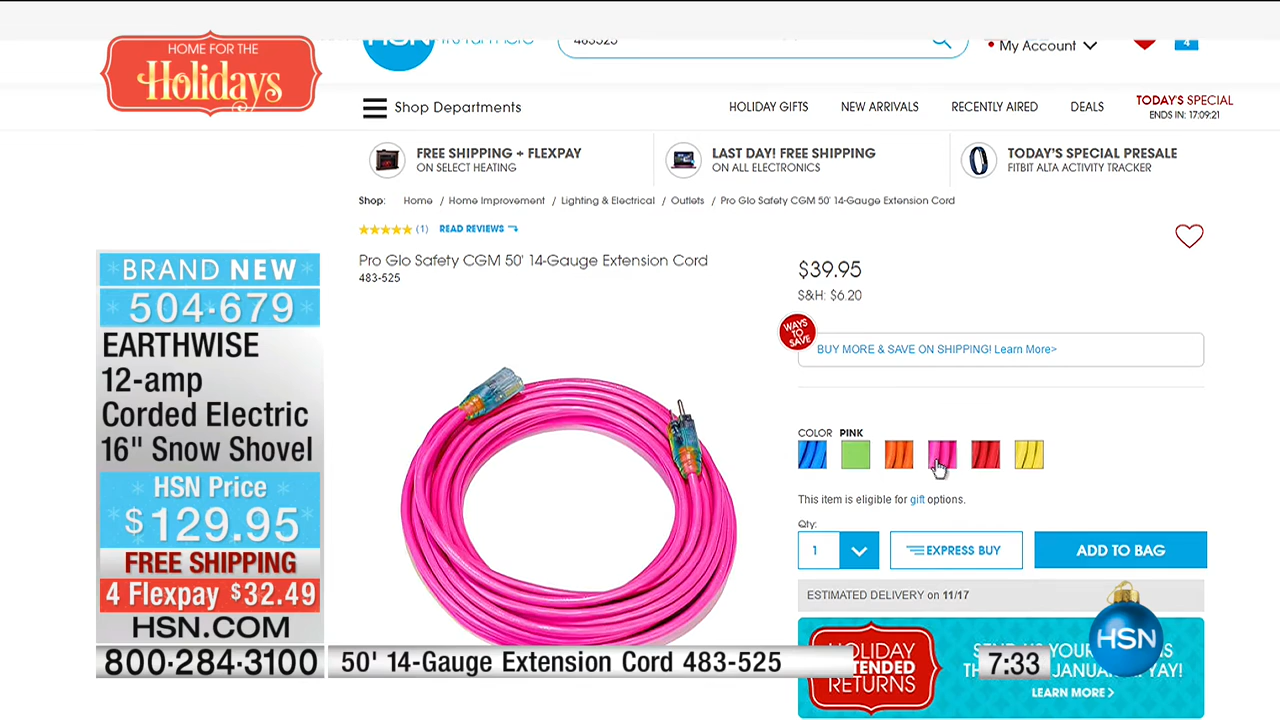 HOME FOR THE
Holidays
HSN
483525
My Account
4
Shop Departments
HOLIDAY GIFTS
NEW ARRIVALS
RECENTLY AIRED
DEALS
TODAY'S SPECIAL
ENDS IN: 17:09:21
FREE SHIPPING + FLEXPAY
ON SELECT HEATING
LAST DAY! FREE SHIPPING
ON ALL ELECTRONICS
TODAY'S SPECIAL PRESALE
FITBIT ALTA ACTIVITY TRACKER
Shop: Home / Home Improvement / Lighting & Electrical / Outlets / Pro Glo Safety CGM 50' 14-Gauge Extension Cord
(1) READ REVIEWS
Pro Glo Safety CGM 50' 14-Gauge Extension Cord
483-525
$39.95
S&H: $6.20
WAYS
TO
SAVE
BUY MORE & SAVE ON SHIPPING! Learn More>
COLOR PINK
This item is eligible for gift options.
Qty:
1
EXPRESS BUY
ADD TO BAG
ESTIMATED DELIVERY on 11/17
HOLIDAY
EXTENDED
RETURNS
LEARN MORE >
BRAND NEW
504-679
EARTHWISE
12-amp
Corded Electric
16" Snow Shovel
HSN Price
$129.95
FREE SHIPPING
4 Flexpay $32.49
HSN.COM
800·284·3100
50' 14-Gauge Extension Cord 483-525
7:33
HSN